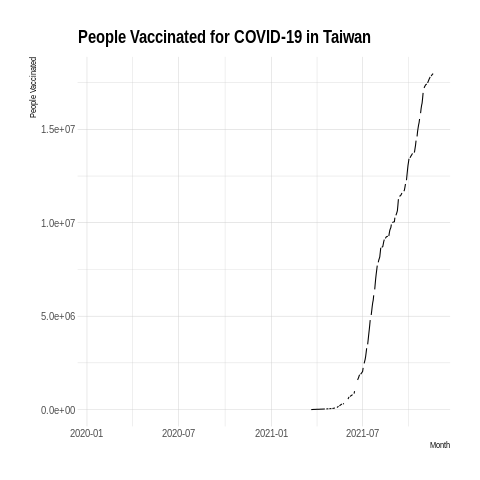 People Vaccinated for COVID-19 in Taiwan
People Vaccinated
1.5e+07
1.0e+07
5.0e+06
0.0e+00
2020-01 2020-07 2021-01 2021-07
Month